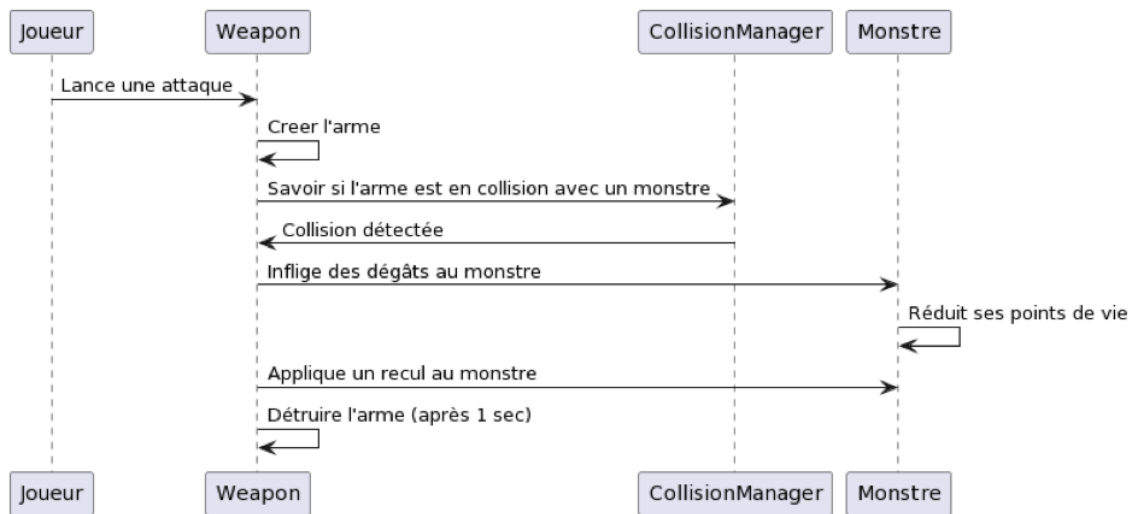 Joueur
Weapon
CollisionManager
Monstre
Lance une attaque
Creer l'arme
Savoir si l'arme est en collision avec un monstre
Collision détectée
Inflige des dégâts au monstre
Réduit ses points de vie
Applique un recul au monstre
Détruire l'arme (après 1 sec)
Joueur
Weapon
CollisionManager
Monstre